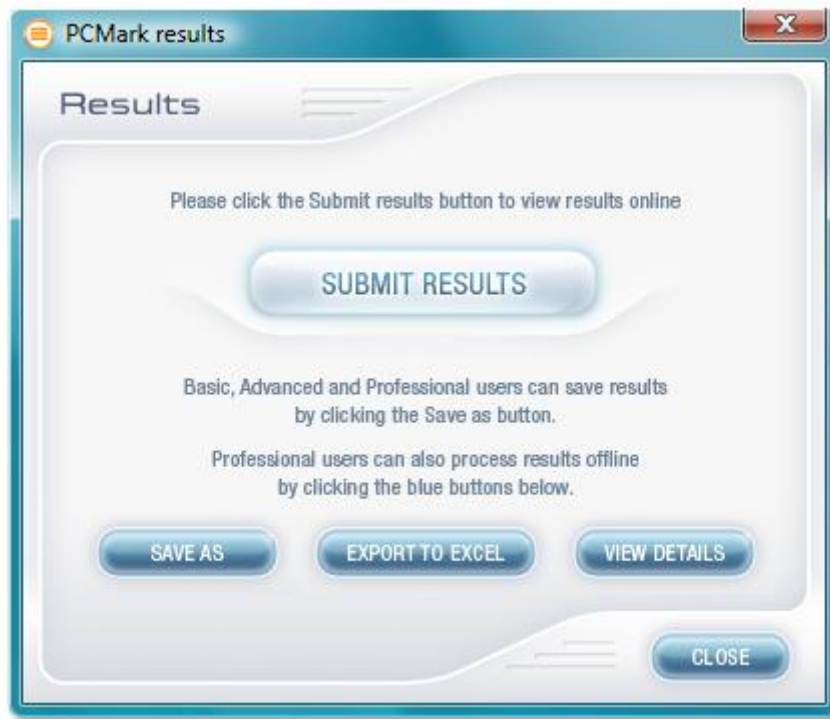 PCMark results
X
Results
Please click the Submit results button to view results online
SUBMIT RESULTS
Basic, Advanced and Professional users can save results
by clicking the Save as button.
Professional users can also process results offline
by clicking the blue buttons below.
SAVE AS EXPORT TO EXCEL VIEW DETAILS
CLOSE